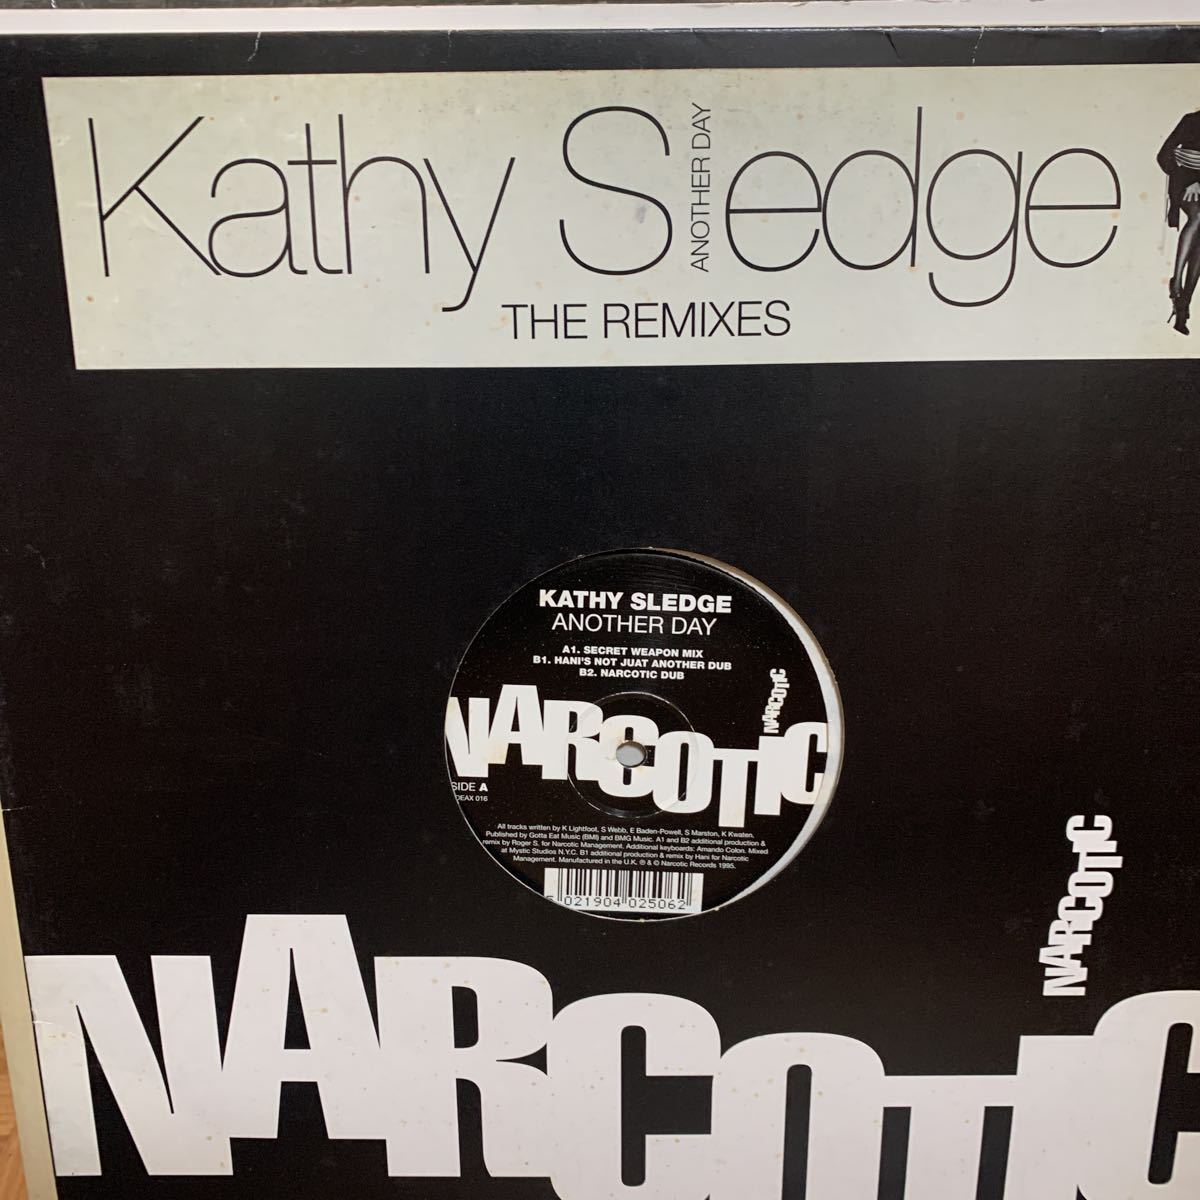 Kathy Sledge
ANOTHER DAY
THE REMIXES
KATHY SLEDGE
ANOTHER DAY
A1. SECRET WEAPON MIX
B1. HANI'S NOT JUAT ANOTHER DUB
B2. NARCOTIC DUB
NARCOTIC
NARCOTIC
SIDE A
DEAX 016
All tracks written by K Lightfoot, S Webb, E Baden-Powell, S Marston, K Kwaten.
Published by Gotta Eat Music (BMI) and BMG Music. A1 and B2 additional production &
remix by Roger S. for Narcotic Management. Additional keyboards: Amando Colon. Mixed
at Mystic Studios N.Y.C. B1 additional production & remix by Hani for Narcotic
Management. Manufactured in the U.K. ℗ & © Narcotic Records 1995.
5 021904 025062
NARCOTIC
NARCOTIC